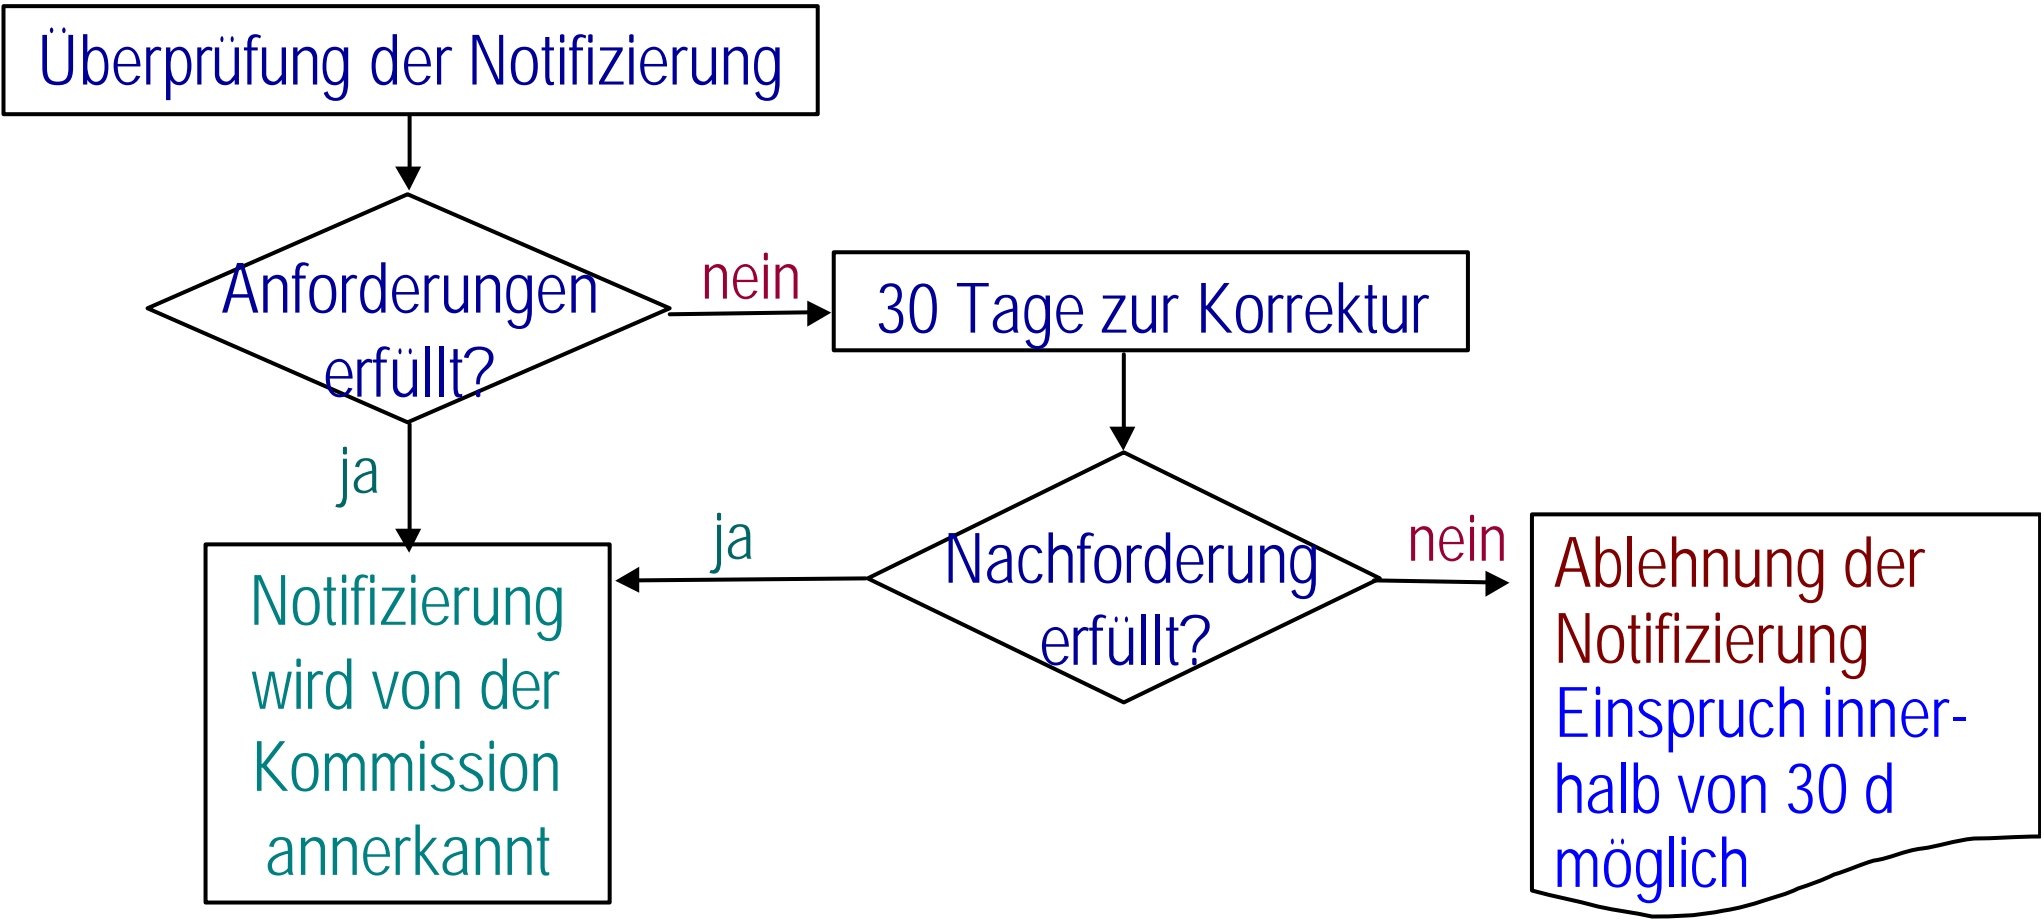 Überprüfung der Notifizierung
Anforderungen
erfüllt?
nein
30 Tage zur Korrektur
ja
ja
Nachforderung
erfüllt?
nein
Notifizierung
wird von der
Kommission
annerkannt
Ablehnung der
Notifizierung
Einspruch inner-
halb von 30 d
möglich